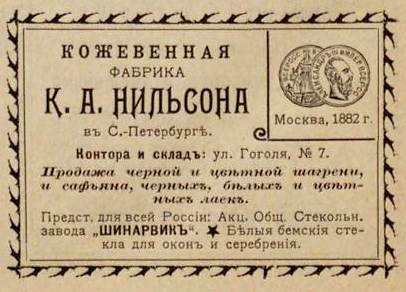 КОЖЕВЕННАЯ
ФАБРИКА
К. А. НИЛЬСОНА
въ С.-Петербургѣ.
Москва, 1882 г.
Контора и складъ: ул. Гоголя, № 7.
Продажа черной и цвѣтной шагрени,
и сафьяна, черныхъ, бѣлыхъ и цвѣт-
ныхъ лаекъ.
Предст. для всей Россіи: Акц. Общ. Стекольн.
завода „ШИНАРВИКЪ“. ★ Бѣлыя бемскія сте-
кла для оконъ и серебренія.